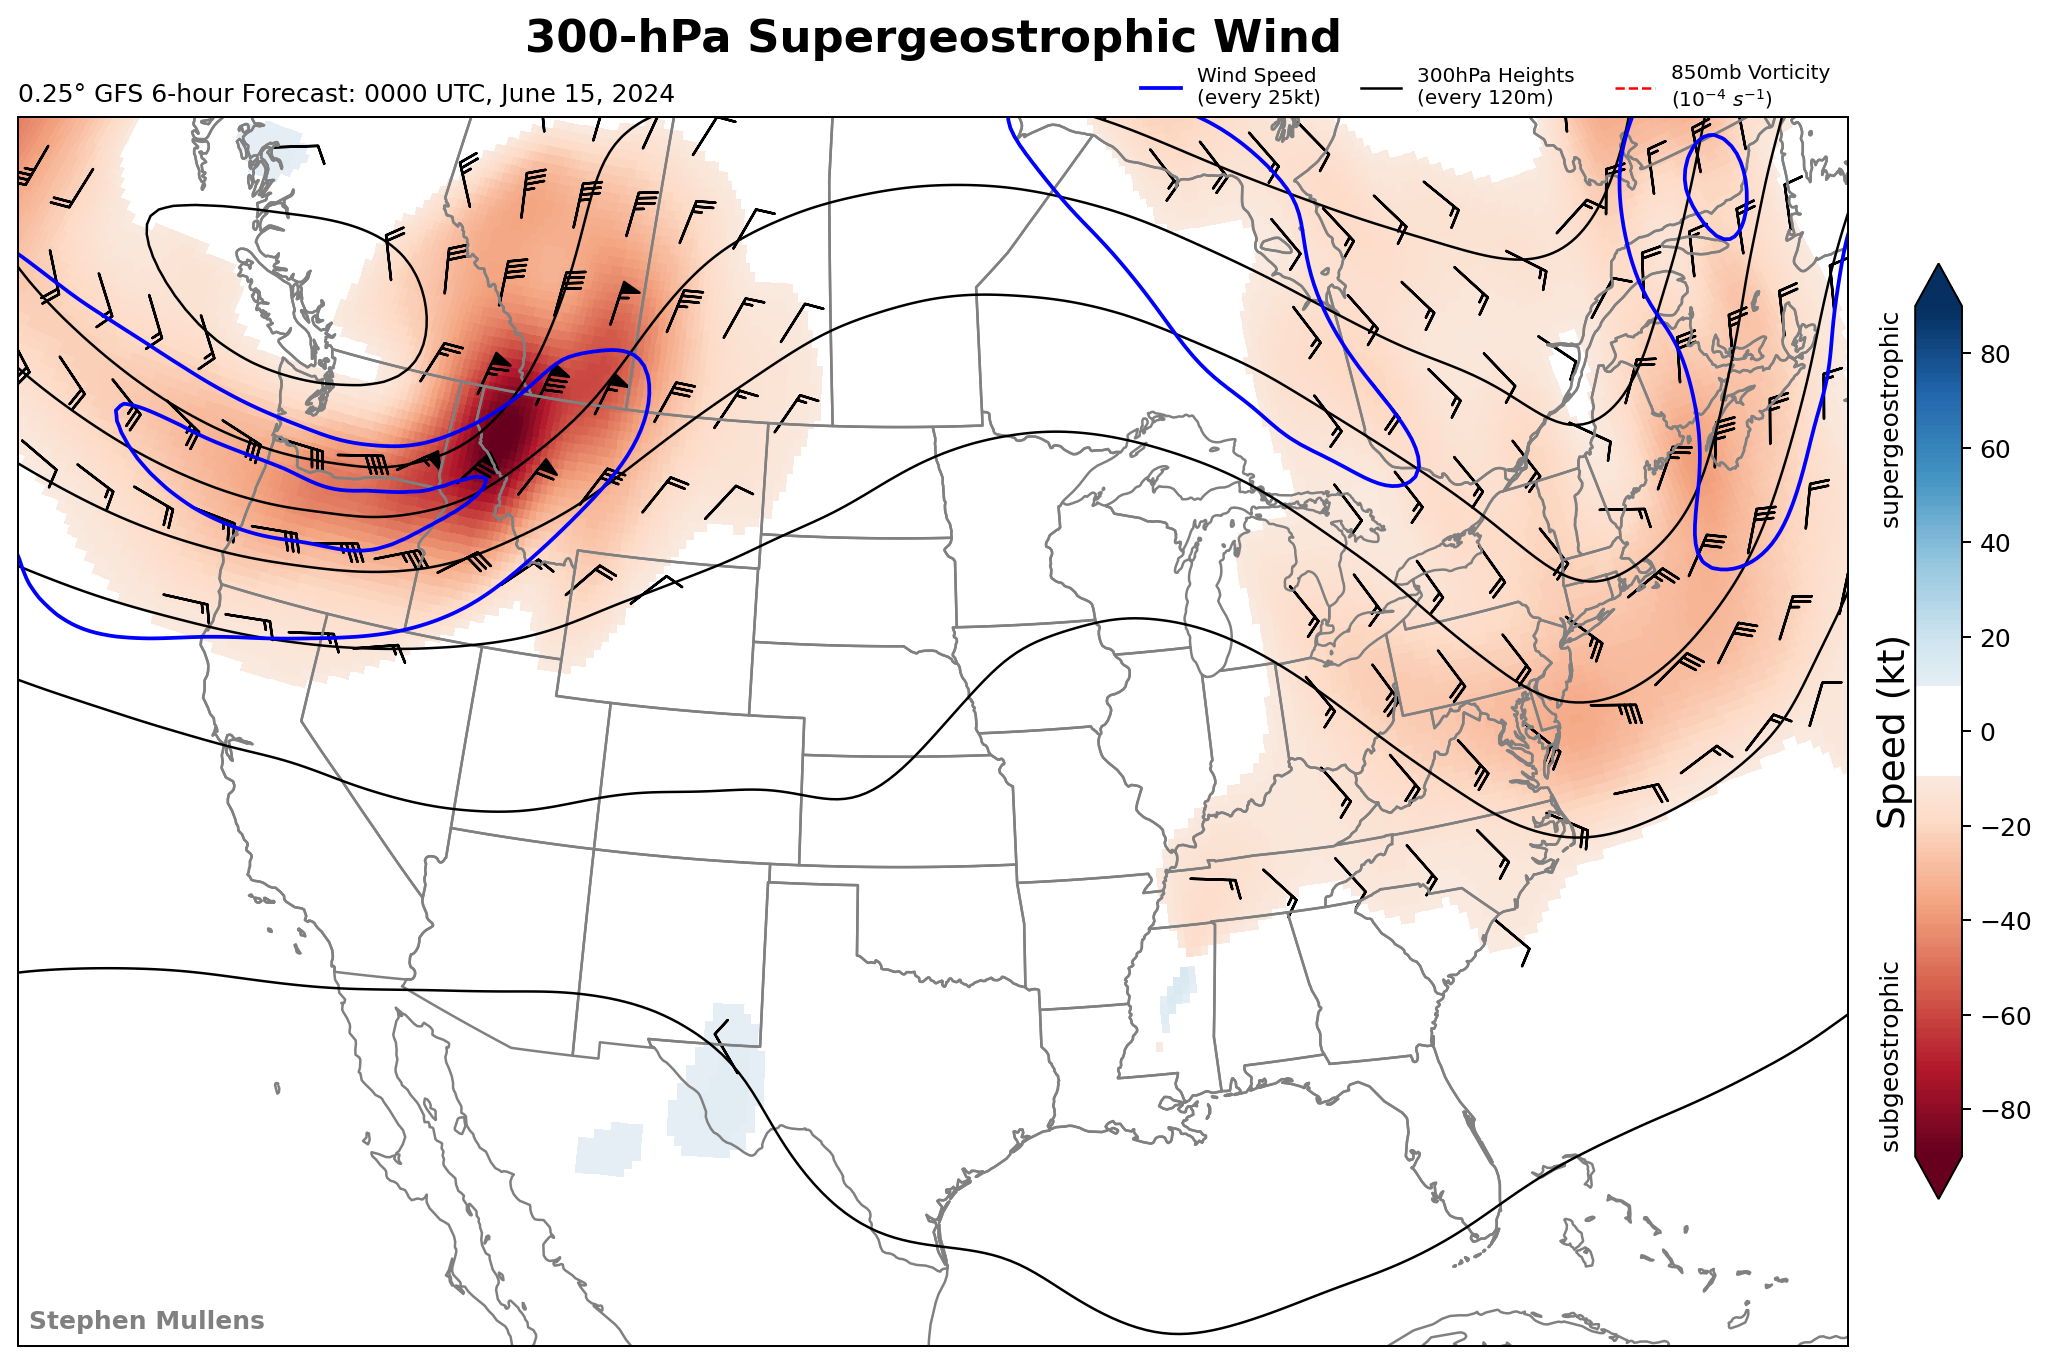 300-hPa Supergeostrophic Wind
0.25° GFS 6-hour Forecast: 0000 UTC, June 15, 2024
Wind Speed
(every 25kt)
300hPa Heights
(every 120m)
850mb Vorticity
(10⁻⁴ s⁻¹)
supergeostrophic
Speed (kt)
subgeostrophic
80
60
40
20
0
−20
−40
−60
−80
Stephen Mullens